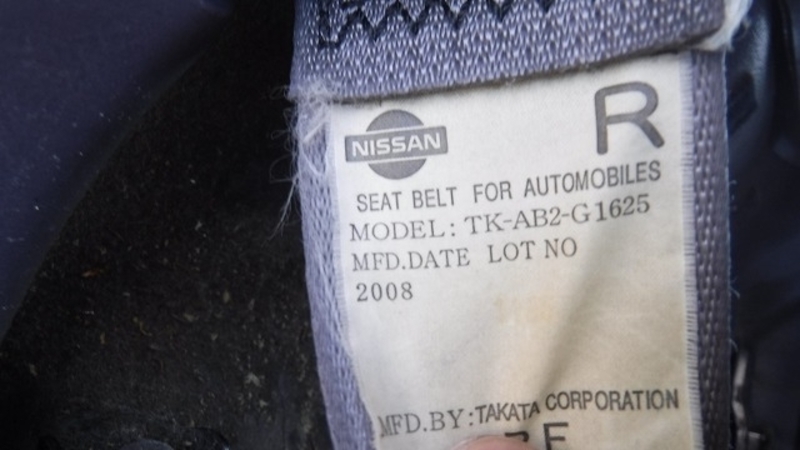 NISSAN
R
SEAT BELT FOR AUTOMOBILES
MODEL: TK-AB2-G1625
MFD.DATE LOT NO
2008
MFD.BY: TAKATA CORPORATION